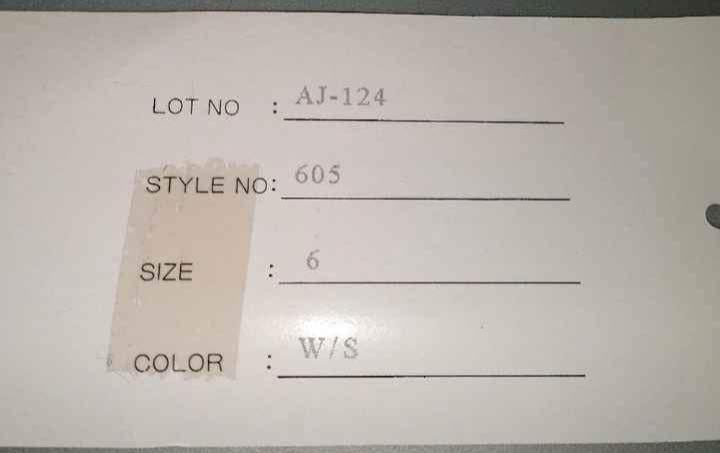 LOT NO : AJ-124
STYLE NO: 605
SIZE : 6
COLOR : W/S